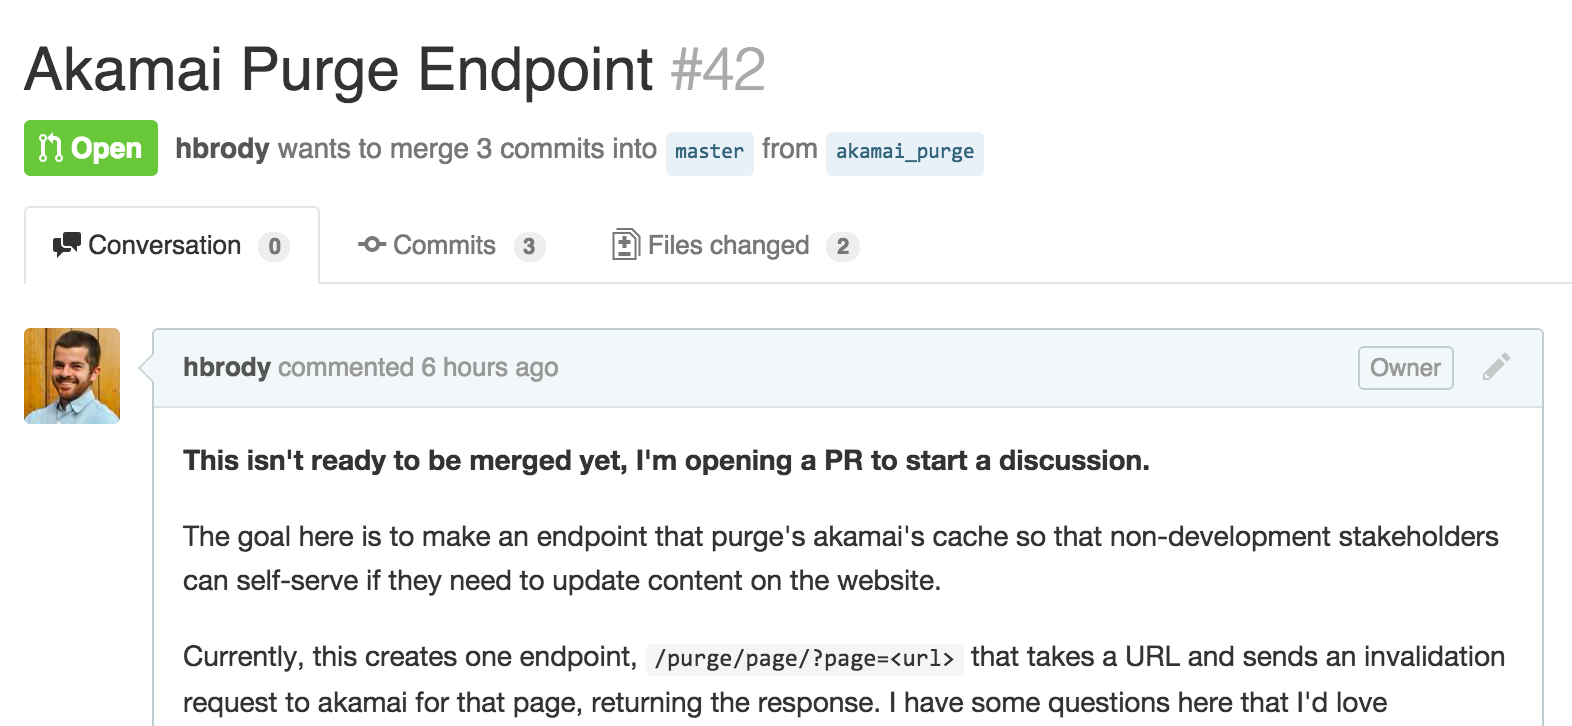 Akamai Purge Endpoint #42
Open hbrody wants to merge 3 commits into master from akamai_purge
Conversation 0 Commits 3 Files changed 2
hbrody commented 6 hours ago Owner
This isn't ready to be merged yet, I'm opening a PR to start a discussion.
The goal here is to make an endpoint that purge's akamai's cache so that non-development stakeholders
can self-serve if they need to update content on the website.
Currently, this creates one endpoint, /purge/page/?page=<url> that takes a URL and sends an invalidation
request to akamai for that page, returning the response. I have some questions here that I'd love